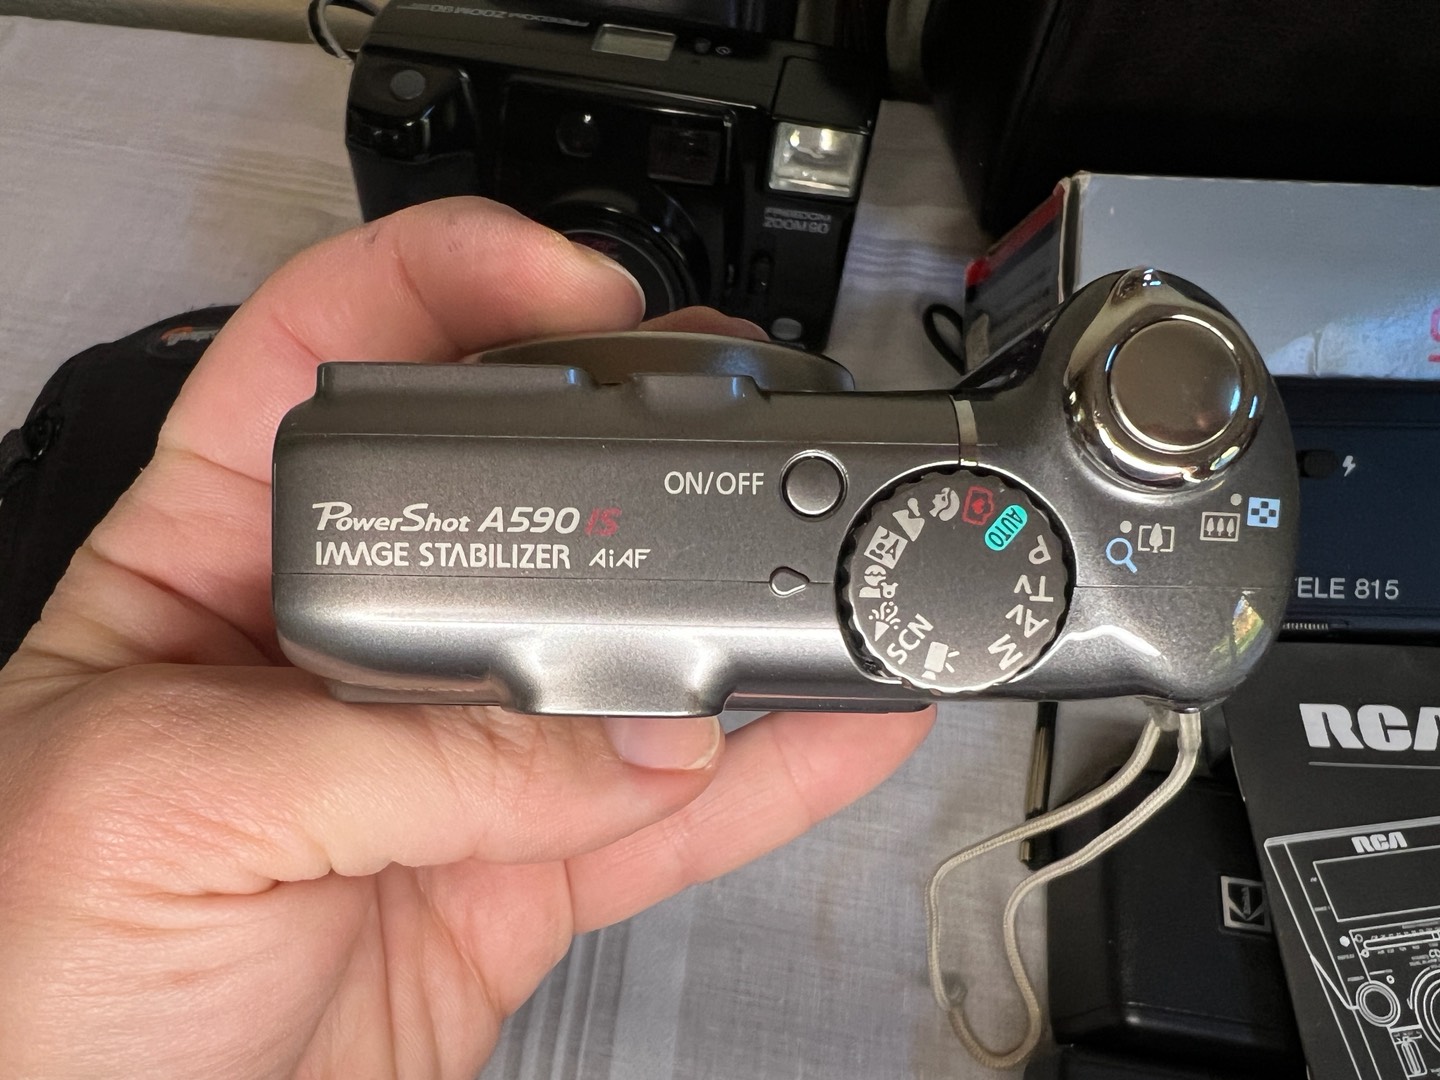 FREEDOM ZOOM 90
FREEDOM
ZOOM 90
ON/OFF
PowerShot A590 IS
IMAGE STABILIZER AiAF
AUTO
P
Tv
Av
M
SCN
TELE 815
RCA
RCA